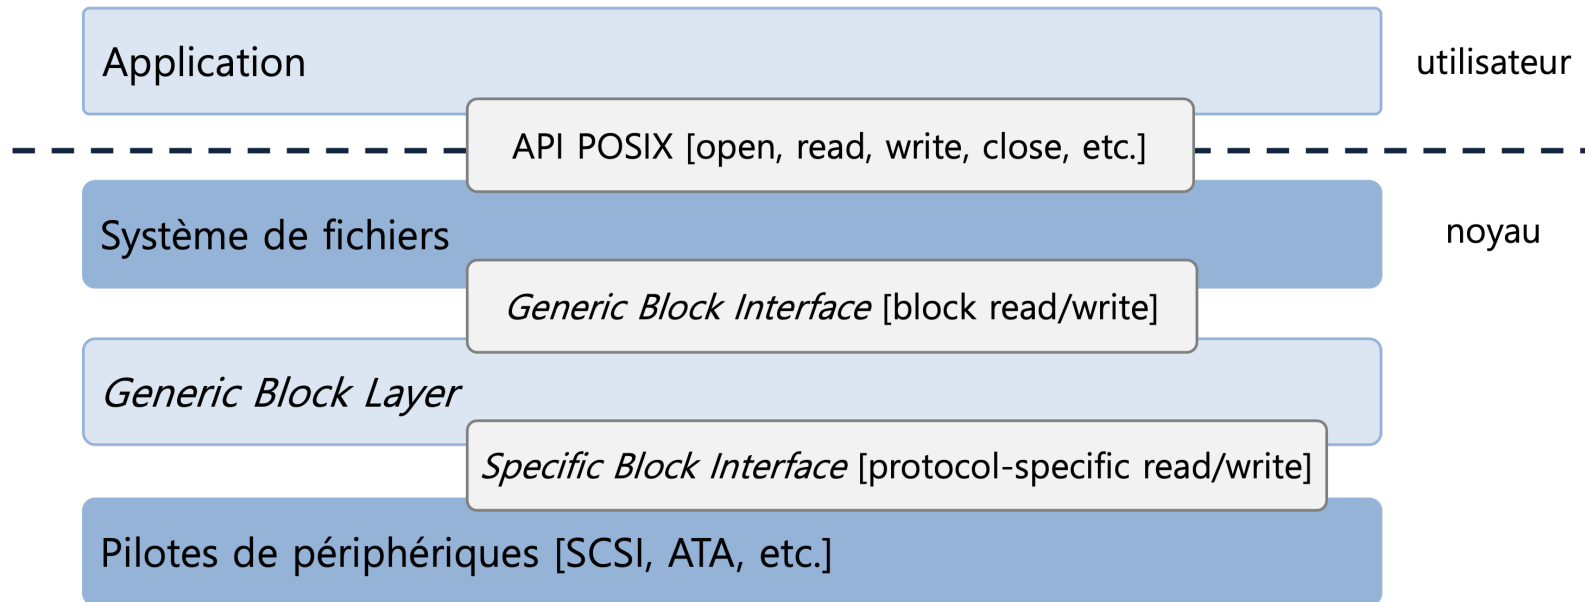 Application
utilisateur
API POSIX [open, read, write, close, etc.]
Système de fichiers
noyau
Generic Block Interface [block read/write]
Generic Block Layer
Specific Block Interface [protocol-specific read/write]
Pilotes de périphériques [SCSI, ATA, etc.]